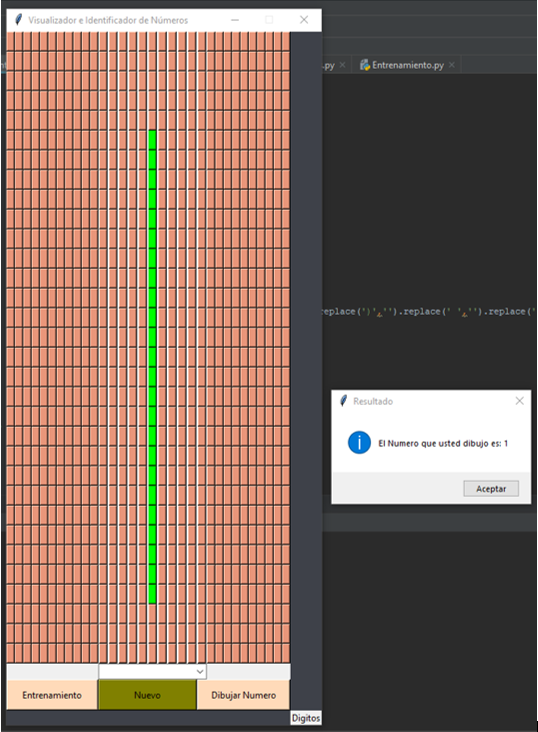 Visualizador e Identificador de Números
.py
Entrenamiento.py
replace(')','').replace(' ','').replace('
Resultado
El Numero que usted dibujo es: 1
Aceptar
Entrenamiento
Nuevo
Dibujar Numero
Digitos